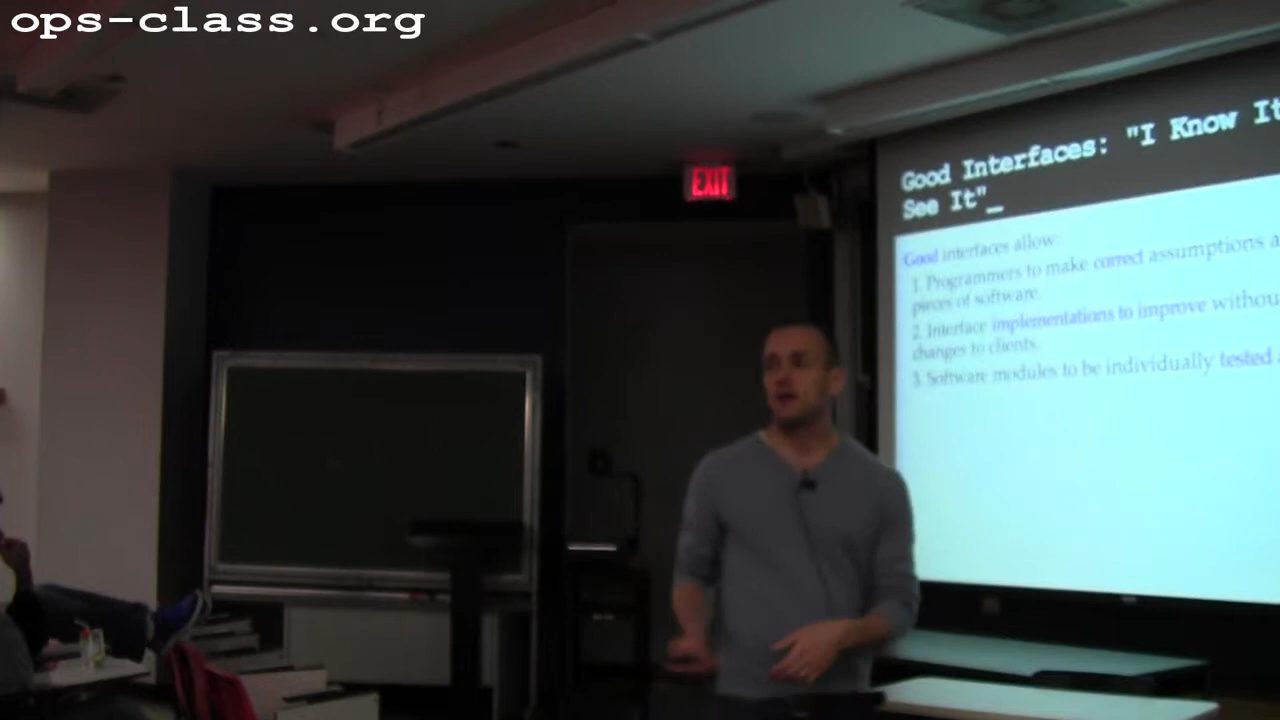 ops-class.org
EXIT
Good Interfaces: "I Know It
See It"_
Good interfaces allow:
1. Programmers to make correct assumptions a
pieces of software.
2. Interface implementations to improve withou
changes to clients.
3. Software modules to be individually tested